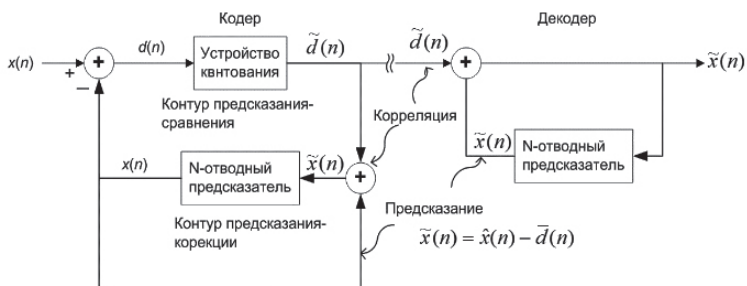 Кодер
Декодер
x(n)
+
−
+
d(n)
Устройство
квнтования
d̃(n)
d̃(n)
+
x̃(n)
Контур предсказания-
сравнения
Корреляция
x(n)
N-отводный
предсказатель
x̃(n)
+
x̃(n)
N-отводный
предсказатель
Контур предсказания-
корекции
Предсказание
x̃(n) = x̂(n) − d̄(n)